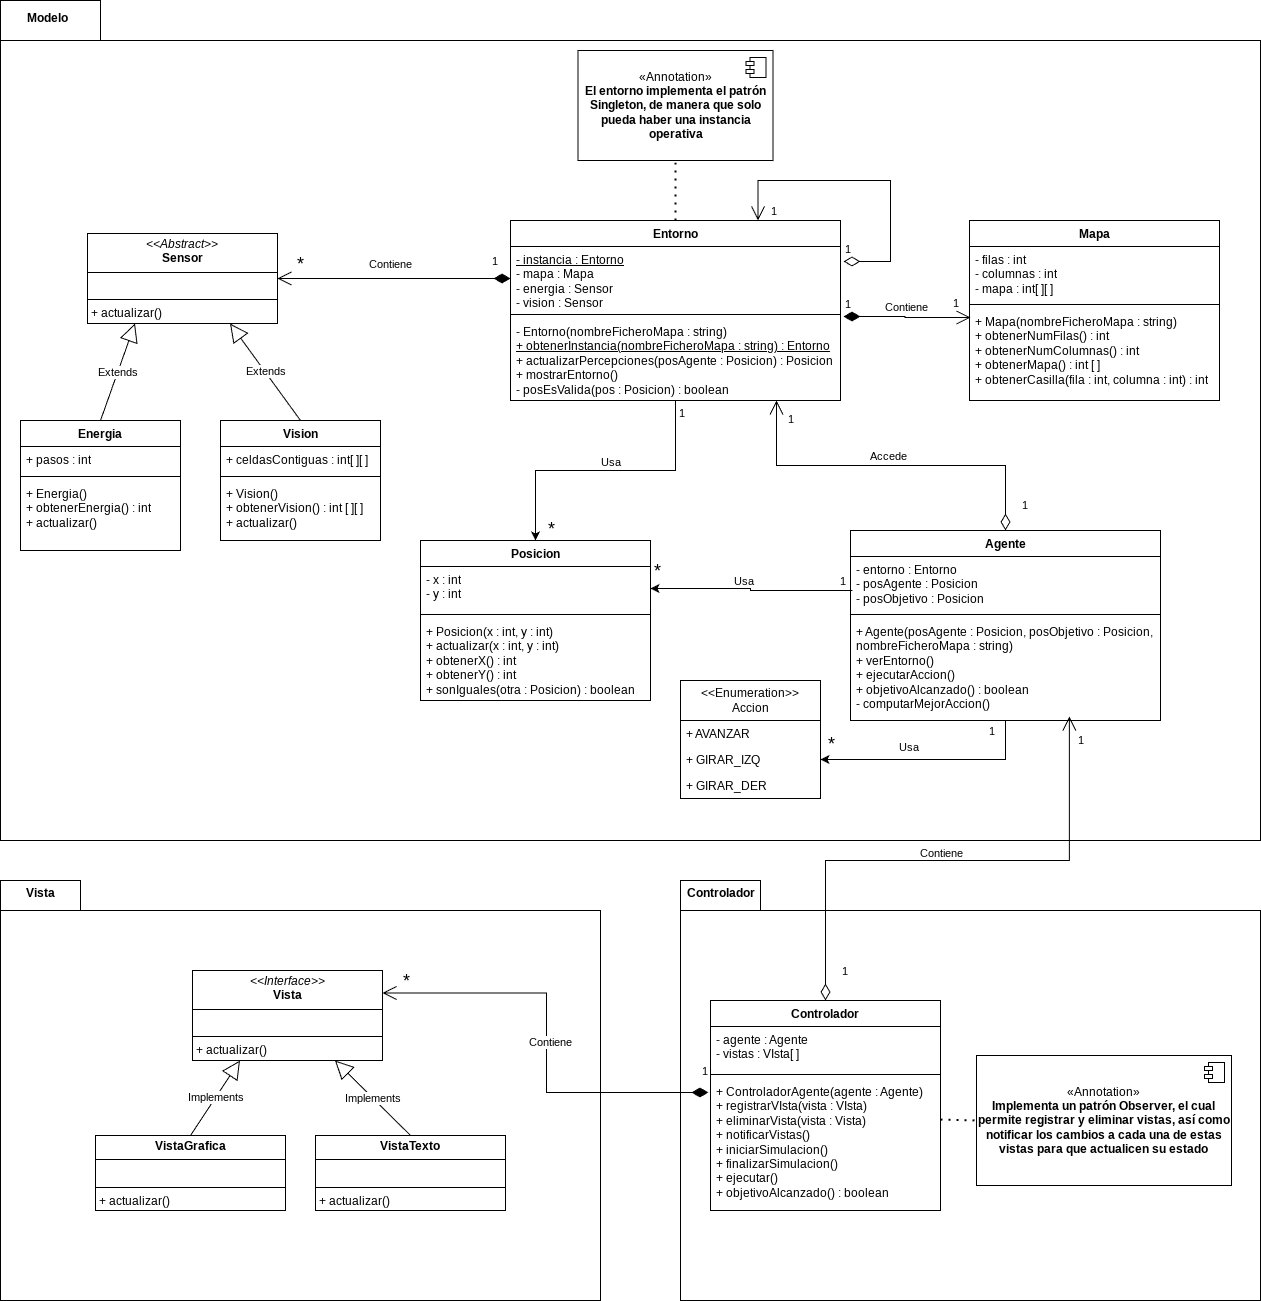 Modelo
«Annotation»
El entorno implementa el patrón
Singleton, de manera que solo
pueda haber una instancia
operativa
1
<<Abstract>>
Sensor
+ actualizar()
*
Contiene
1
Entorno
- instancia : Entorno
- mapa : Mapa
- energia : Sensor
- vision : Sensor
- Entorno(nombreFicheroMapa : string)
+ obtenerInstancia(nombreFicheroMapa : string) : Entorno
+ actualizarPercepciones(posAgente : Posicion) : Posicion
+ mostrarEntorno()
- posEsValida(pos : Posicion) : boolean
1
1
Contiene
1
Mapa
- filas : int
- columnas : int
- mapa : int[ ][ ]
+ Mapa(nombreFicheroMapa : string)
+ obtenerNumFilas() : int
+ obtenerNumColumnas() : int
+ obtenerMapa() : int [ ]
+ obtenerCasilla(fila : int, columna : int) : int
Extends
Extends
Energia
+ pasos : int
+ Energia()
+ obtenerEnergia() : int
+ actualizar()
Vision
+ celdasContiguas : int[ ][ ]
+ Vision()
+ obtenerVision() : int [ ][ ]
+ actualizar()
1
Usa
*
1
Accede
1
Posicion
- x : int
- y : int
+ Posicion(x : int, y : int)
+ actualizar(x : int, y : int)
+ obtenerX() : int
+ obtenerY() : int
+ sonIguales(otra : Posicion) : boolean
*
Usa
1
Agente
- entorno : Entorno
- posAgente : Posicion
- posObjetivo : Posicion
+ Agente(posAgente : Posicion, posObjetivo : Posicion,
nombreFicheroMapa : string)
+ verEntorno()
+ ejecutarAccion()
+ objetivoAlcanzado() : boolean
- computarMejorAccion()
<<Enumeration>>
Accion
+ AVANZAR
+ GIRAR_IZQ
+ GIRAR_DER
*
Usa
1
1
Contiene
1
Vista
<<Interface>>
Vista
+ actualizar()
*
Contiene
1
Implements
Implements
VistaGrafica
+ actualizar()
VistaTexto
+ actualizar()
Controlador
Controlador
- agente : Agente
- vistas : VIsta[ ]
+ ControladorAgente(agente : Agente)
+ registrarVIsta(vista : VIsta)
+ eliminarVista(vista : Vista)
+ notificarVistas()
+ iniciarSimulacion()
+ finalizarSimulacion()
+ ejecutar()
+ objetivoAlcanzado() : boolean
«Annotation»
Implementa un patrón Observer, el cual
permite registrar y eliminar vistas, así como
notificar los cambios a cada una de estas
vistas para que actualicen su estado